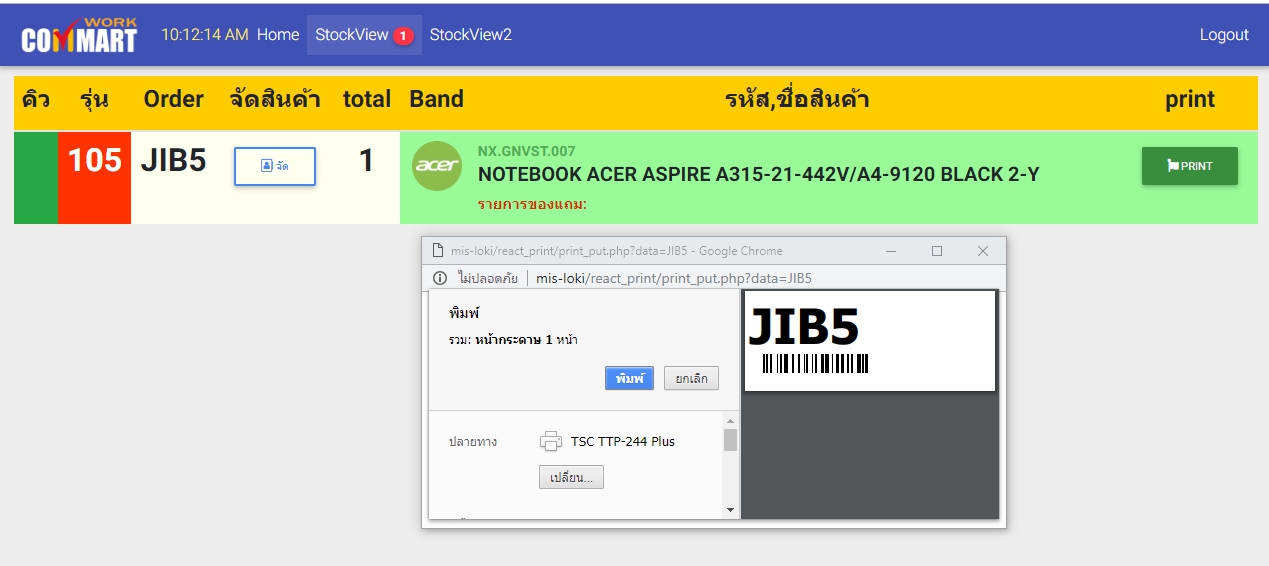 WORK
COMMART
10:12:14 AM Home StockView 1 StockView2 Logout
คิว รุ่น Order จัดสินค้า total Band รหัส,ชื่อสินค้า print
105 JIB5 จัด 1 acer
NX.GNVST.007
NOTEBOOK ACER ASPIRE A315-21-442V/A4-9120 BLACK 2-Y
รายการของแถม:
PRINT
mis-loki/react_print/print_put.php?data=JIB5 - Google Chrome
ไม่ปลอดภัย mis-loki/react_print/print_put.php?data=JIB5
พิมพ์
รวม: หน้ากระดาษ 1 หน้า
พิมพ์ ยกเลิก
ปลายทาง TSC TTP-244 Plus
เปลี่ยน...
JIB5